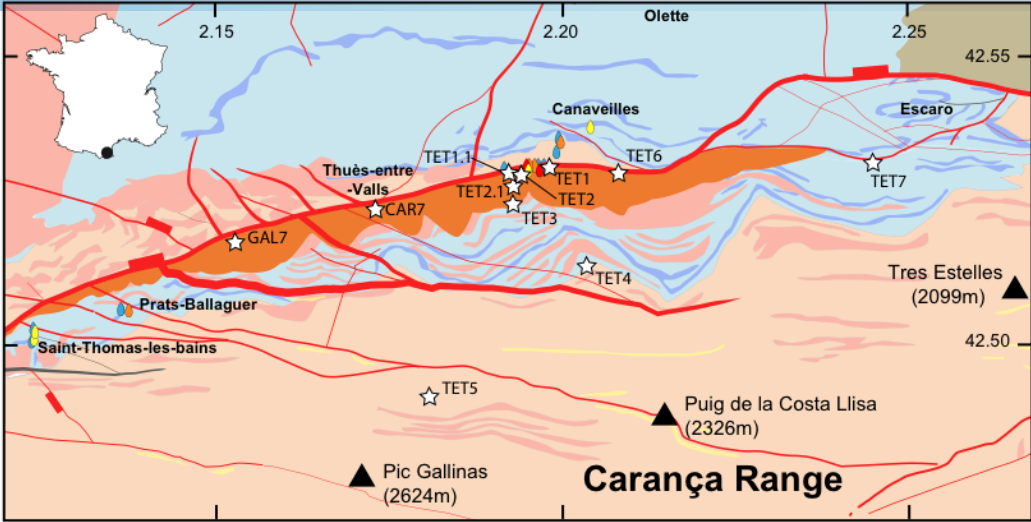 2.15
2.20
2.25
Olette
42.55
Canaveilles
Escaro
TET1.1
TET6
Thuès-entre
-Valls
TET1
TET7
TET2.1
TET2
CAR7
TET3
GAL7
TET4
Tres Estelles
(2099m)
Prats-Ballaguer
Saint-Thomas-les-bains
42.50
TET5
Puig de la Costa Llisa
(2326m)
Pic Gallinas
(2624m)
Carança Range